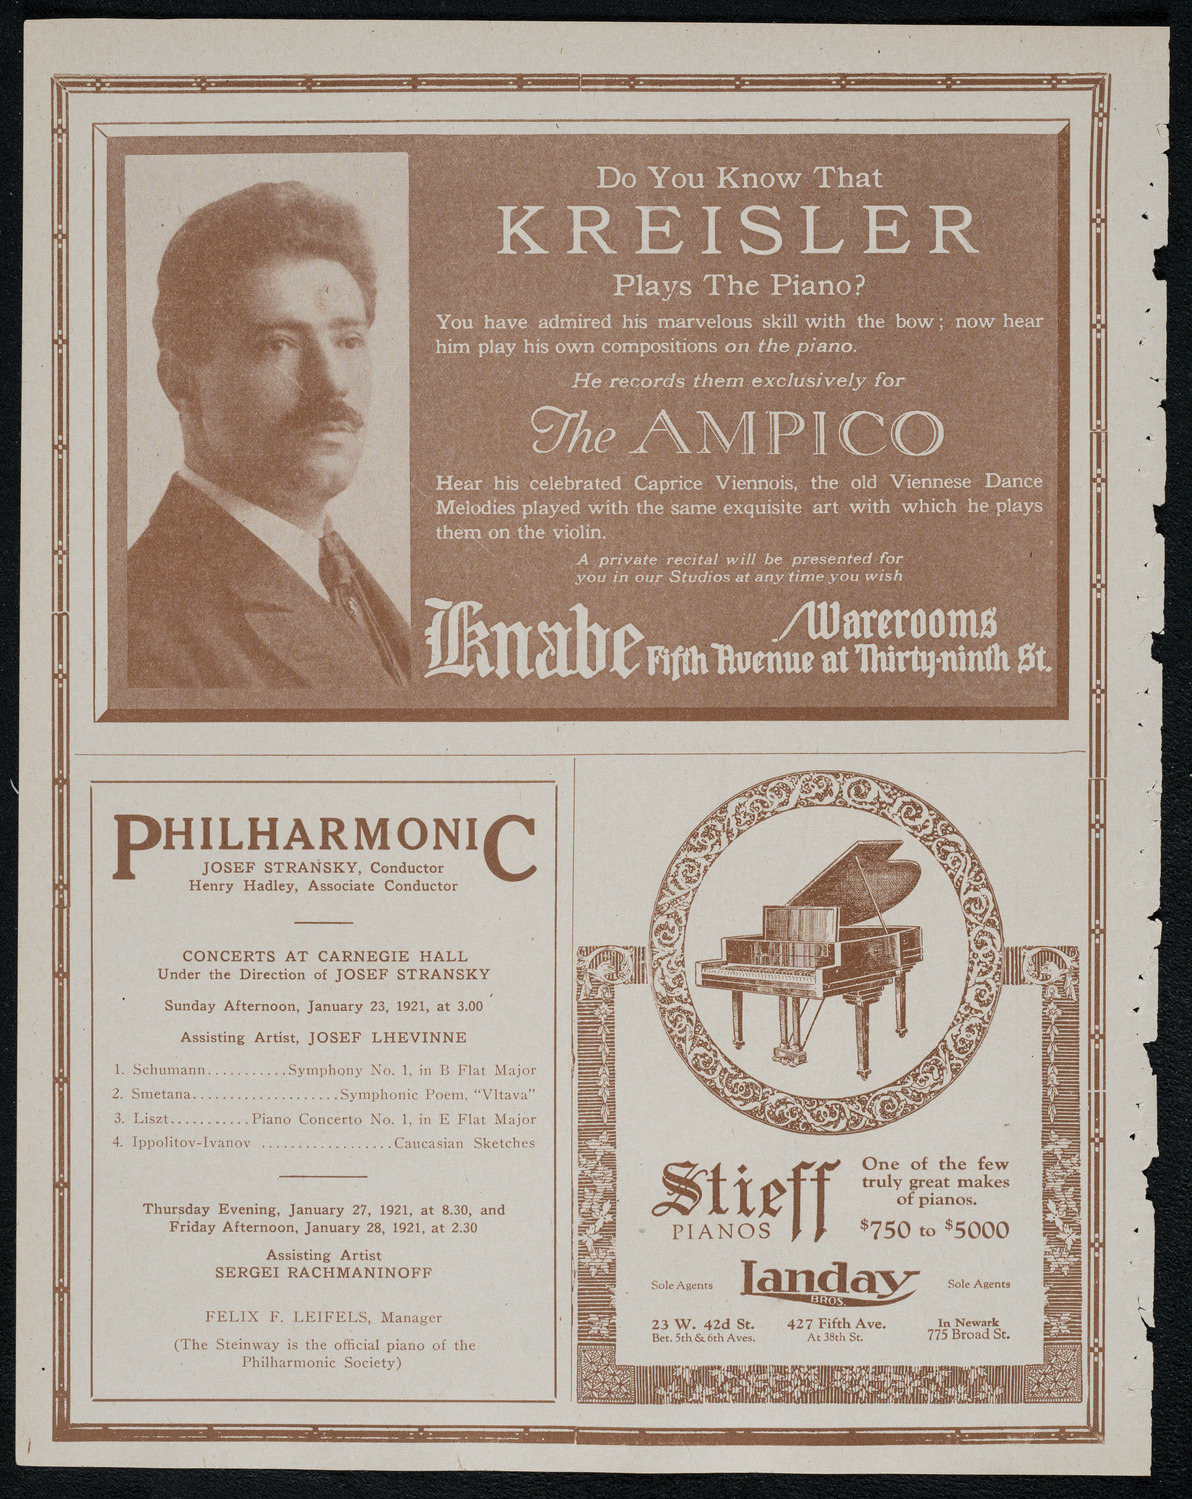 Do You Know That
KREISLER
Plays The Piano?
You have admired his marvelous skill with the bow; now hear
him play his own compositions on the piano.
He records them exclusively for
The AMPICO
Hear his celebrated Caprice Viennois, the old Viennese Dance
Melodies played with the same exquisite art with which he plays
them on the violin.
A private recital will be presented for
you in our Studios at any time you wish
Knabe Warerooms
Fifth Avenue at Thirty-ninth St.
PHILHARMONIC
JOSEF STRANSKY, Conductor
Henry Hadley, Associate Conductor
CONCERTS AT CARNEGIE HALL
Under the Direction of JOSEF STRANSKY
Sunday Afternoon, January 23, 1921, at 3.00
Assisting Artist, JOSEF LHEVINNE
1. Schumann...........Symphony No. 1, in B Flat Major
2. Smetana....................Symphonic Poem, "Vltava"
3. Liszt...........Piano Concerto No. 1, in E Flat Major
4. Ippolitov-Ivanov ..................Caucasian Sketches
Thursday Evening, January 27, 1921, at 8.30, and
Friday Afternoon, January 28, 1921, at 2.30
Assisting Artist
SERGEI RACHMANINOFF
FELIX F. LEIFELS, Manager
(The Steinway is the official piano of the
Philharmonic Society)
Stieff
PIANOS
One of the few
truly great makes
of pianos.
$750 to $5000
Sole Agents Landay Sole Agents
BROS.
23 W. 42d St. 427 Fifth Ave. In Newark
Bet. 5th & 6th Aves. At 38th St. 775 Broad St.